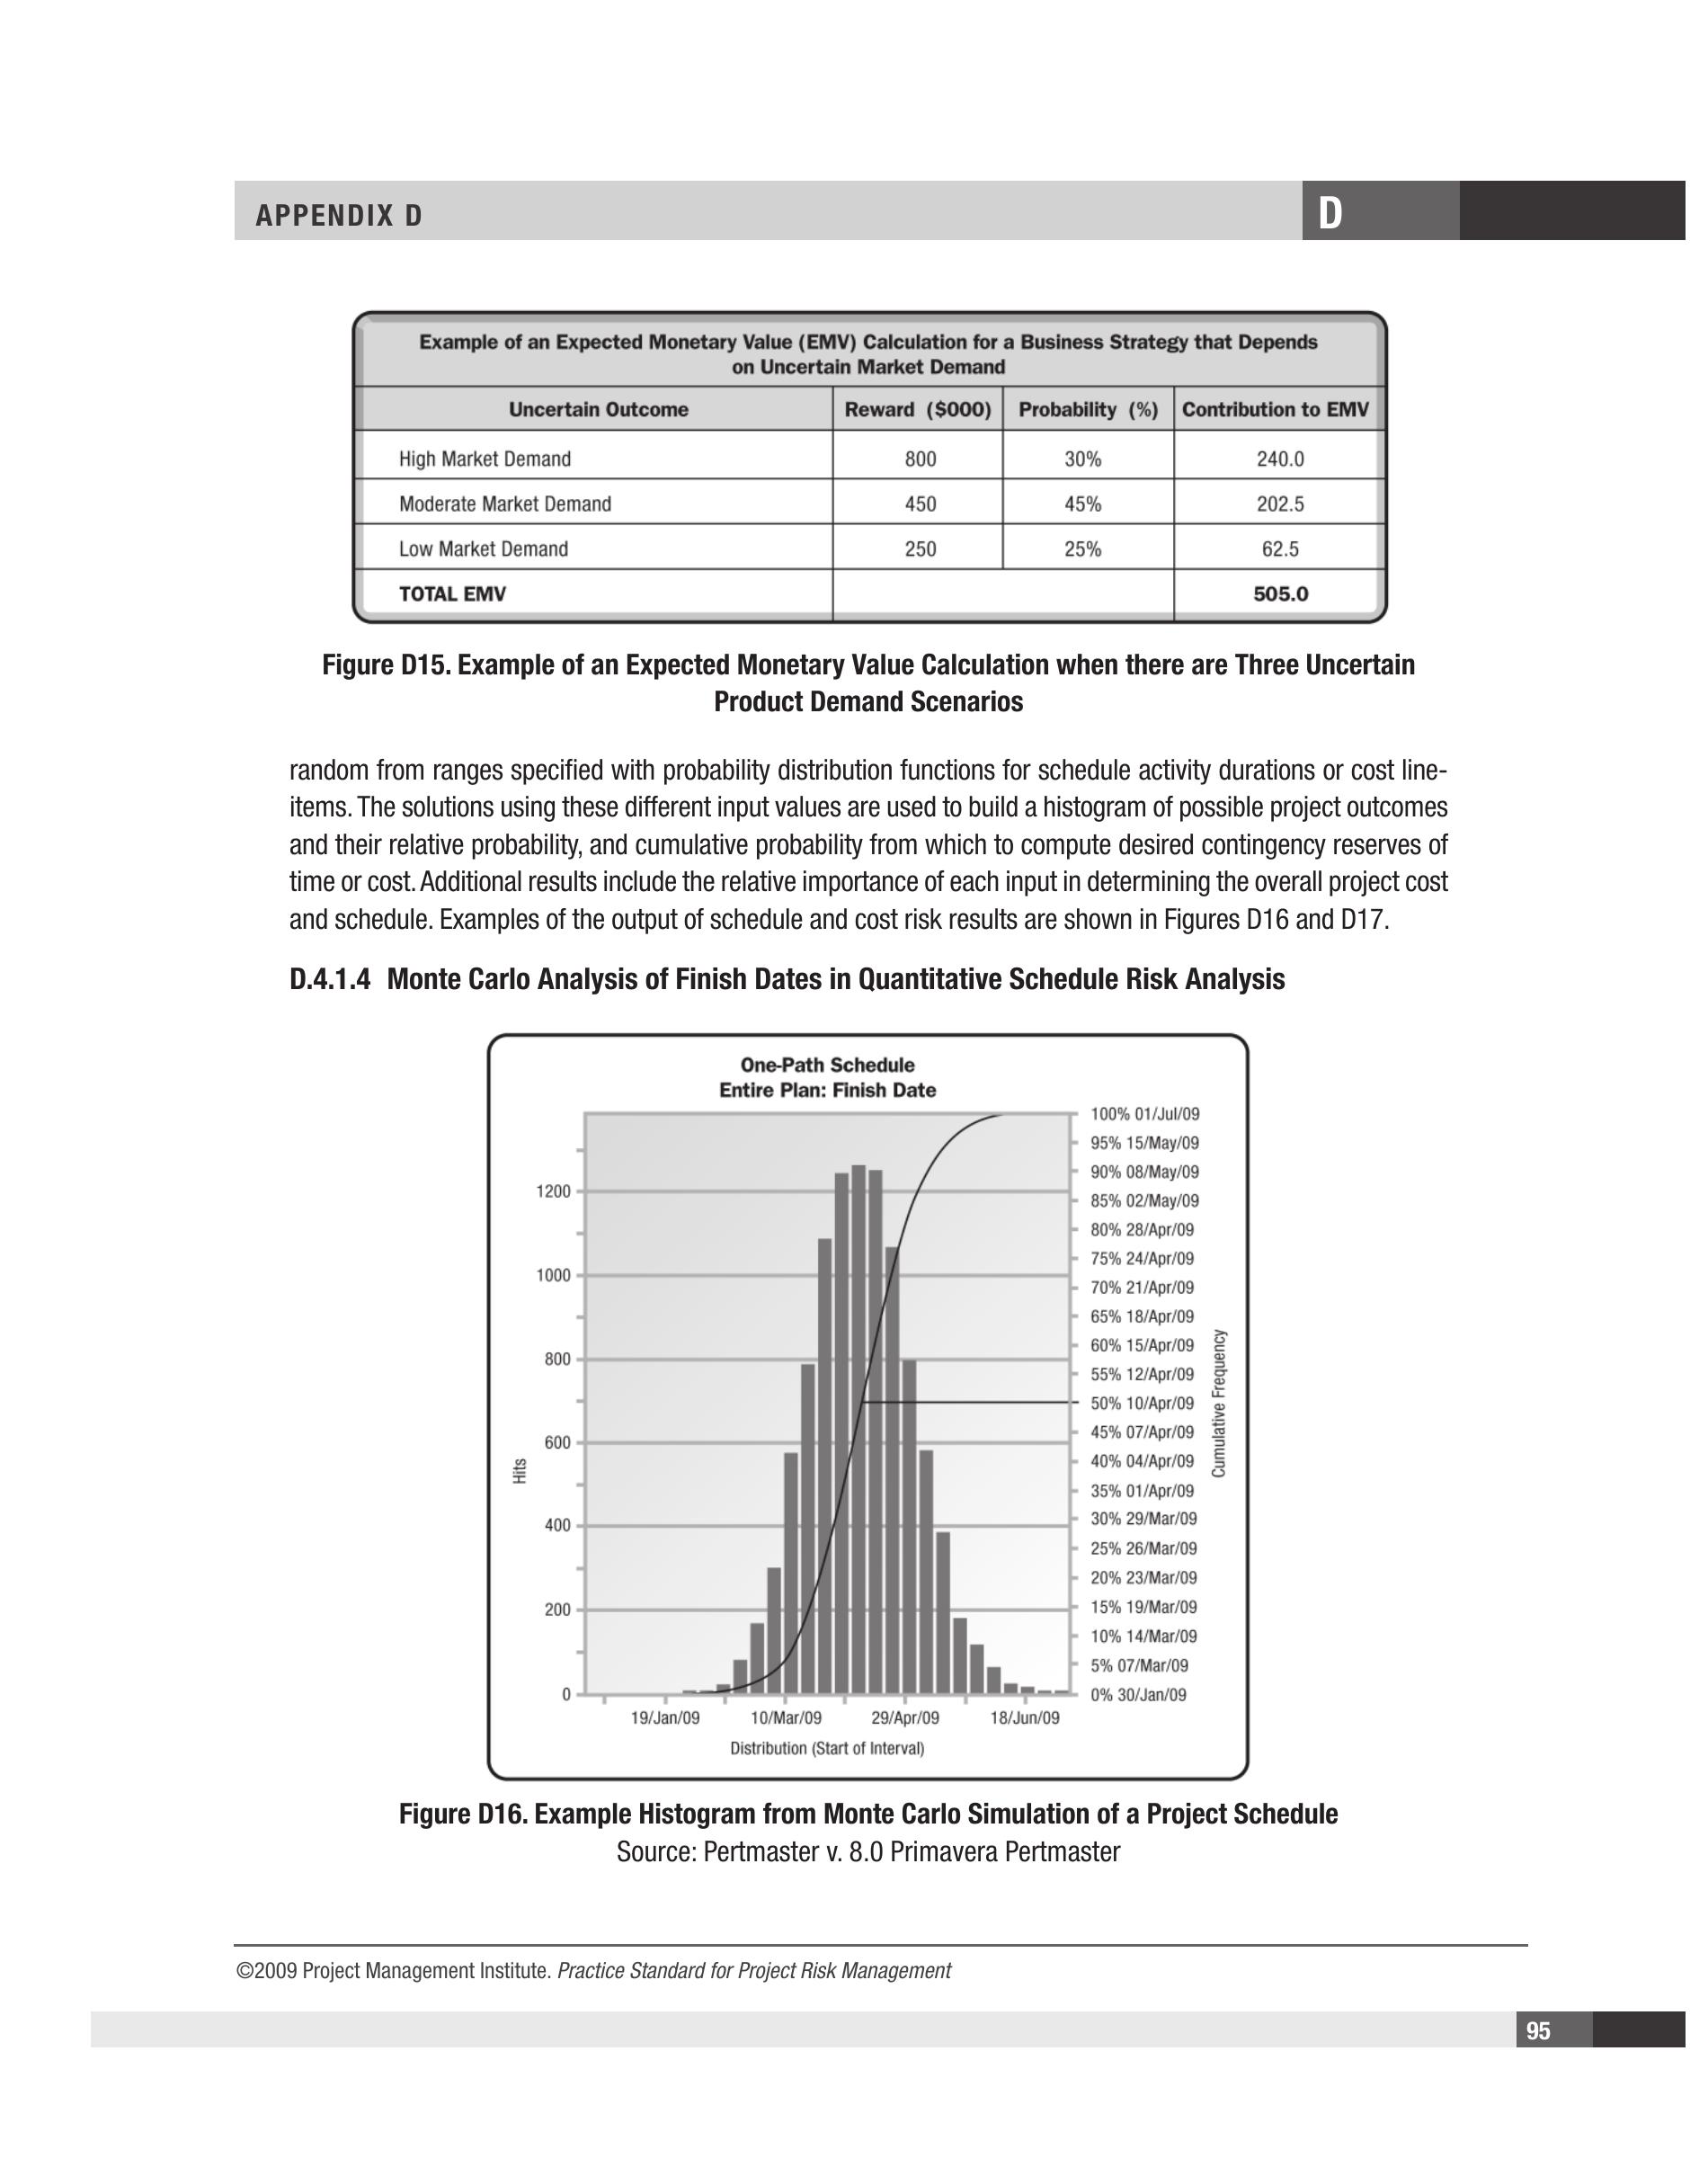 APPENDIX D
D
Example of an Expected Monetary Value (EMV) Calculation for a Business Strategy that Depends
on Uncertain Market Demand
Uncertain Outcome Reward ($000) Probability (%) Contribution to EMV
High Market Demand 800 30% 240.0
Moderate Market Demand 450 45% 202.5
Low Market Demand 250 25% 62.5
TOTAL EMV 505.0
Figure D15. Example of an Expected Monetary Value Calculation when there are Three Uncertain
Product Demand Scenarios
random from ranges specified with probability distribution functions for schedule activity durations or cost line-
items. The solutions using these different input values are used to build a histogram of possible project outcomes
and their relative probability, and cumulative probability from which to compute desired contingency reserves of
time or cost. Additional results include the relative importance of each input in determining the overall project cost
and schedule. Examples of the output of schedule and cost risk results are shown in Figures D16 and D17.
D.4.1.4 Monte Carlo Analysis of Finish Dates in Quantitative Schedule Risk Analysis
One-Path Schedule
Entire Plan: Finish Date
Hits
1200
1000
800
600
400
200
0
19/Jan/09 10/Mar/09 29/Apr/09 18/Jun/09
Distribution (Start of Interval)
100% 01/Jul/09
95% 15/May/09
90% 08/May/09
85% 02/May/09
80% 28/Apr/09
75% 24/Apr/09
70% 21/Apr/09
65% 18/Apr/09
60% 15/Apr/09
55% 12/Apr/09
50% 10/Apr/09
45% 07/Apr/09
40% 04/Apr/09
35% 01/Apr/09
30% 29/Mar/09
25% 26/Mar/09
20% 23/Mar/09
15% 19/Mar/09
10% 14/Mar/09
5% 07/Mar/09
0% 30/Jan/09
Cumulative Frequency
Figure D16. Example Histogram from Monte Carlo Simulation of a Project Schedule
Source: Pertmaster v. 8.0 Primavera Pertmaster
©2009 Project Management Institute. Practice Standard for Project Risk Management
95